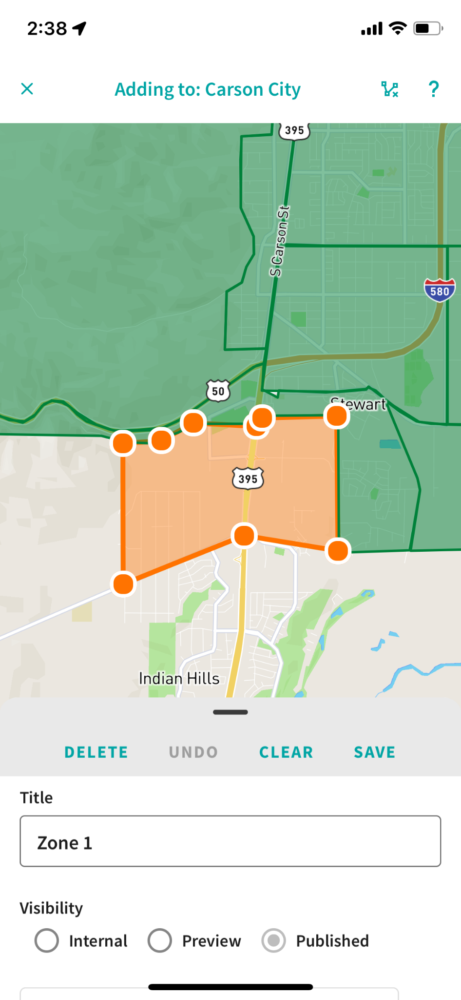 2:38
Adding to: Carson City
?
395
S Carson St
580
50
Stewart
395
Indian Hills
DELETE UNDO CLEAR SAVE
Title
Zone 1
Visibility
Internal Preview Published